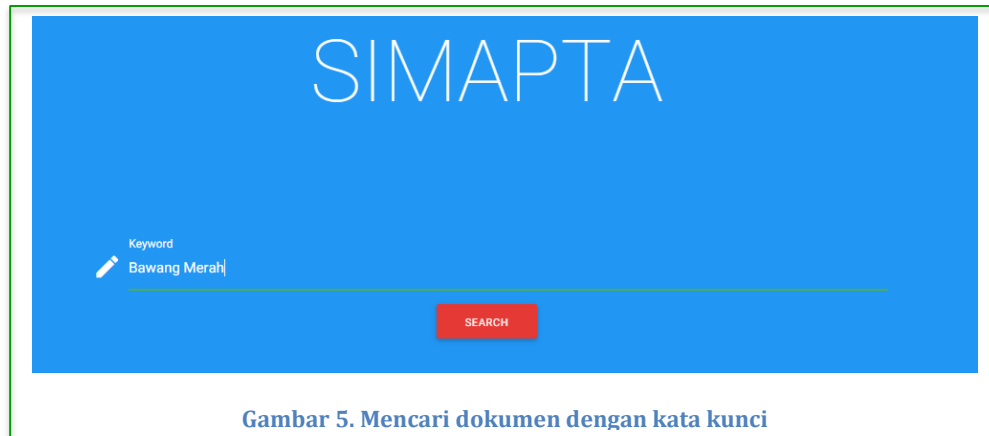 SIMAPTA
Keyword
Bawang Merah
SEARCH
Gambar 5. Mencari dokumen dengan kata kunci